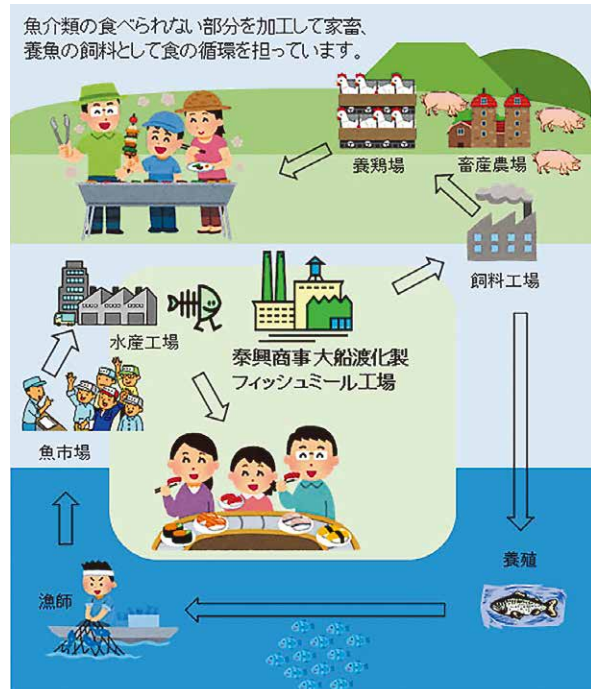 魚介類の食べられない部分を加工して家畜、
養魚の飼料として食の循環を担っています。
養鶏場
畜産農場
飼料工場
水産工場
泰興商事 大船渡化製
フィッシュミール工場
魚市場
養殖
漁師